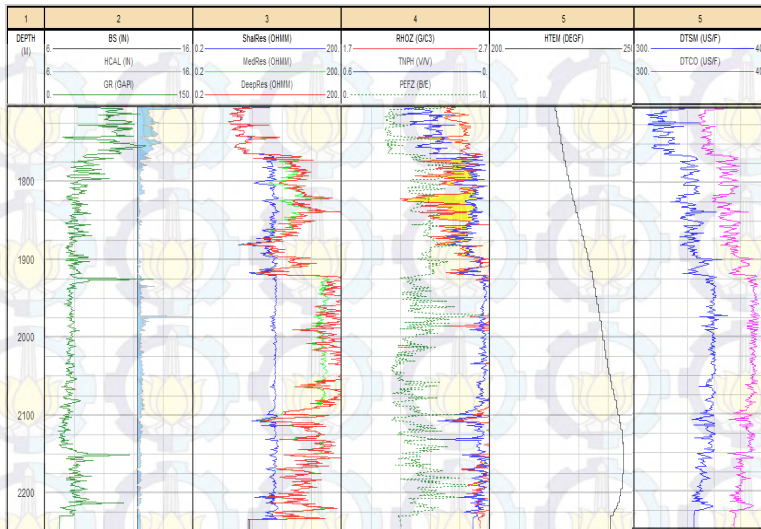 1 2 3 4 5 5
DEPTH (M)
BS (IN)
6. 16.
HCAL (IN)
6. 16.
GR (GAPI)
0. 150.
ShalRes (OHMM)
0.2 200.
MedRes (OHMM)
0.2 200.
DeepRes (OHMM)
0.2 200.
RHOZ (G/C3)
1.7 2.7
TNPH (V/V)
0.6 0.
PEFZ (B/E)
0. 10.
HTEM (DEGF)
200. 250
DTSM (US/F)
300. 40
DTCO (US/F)
300. 40
1800
1900
2000
2100
2200